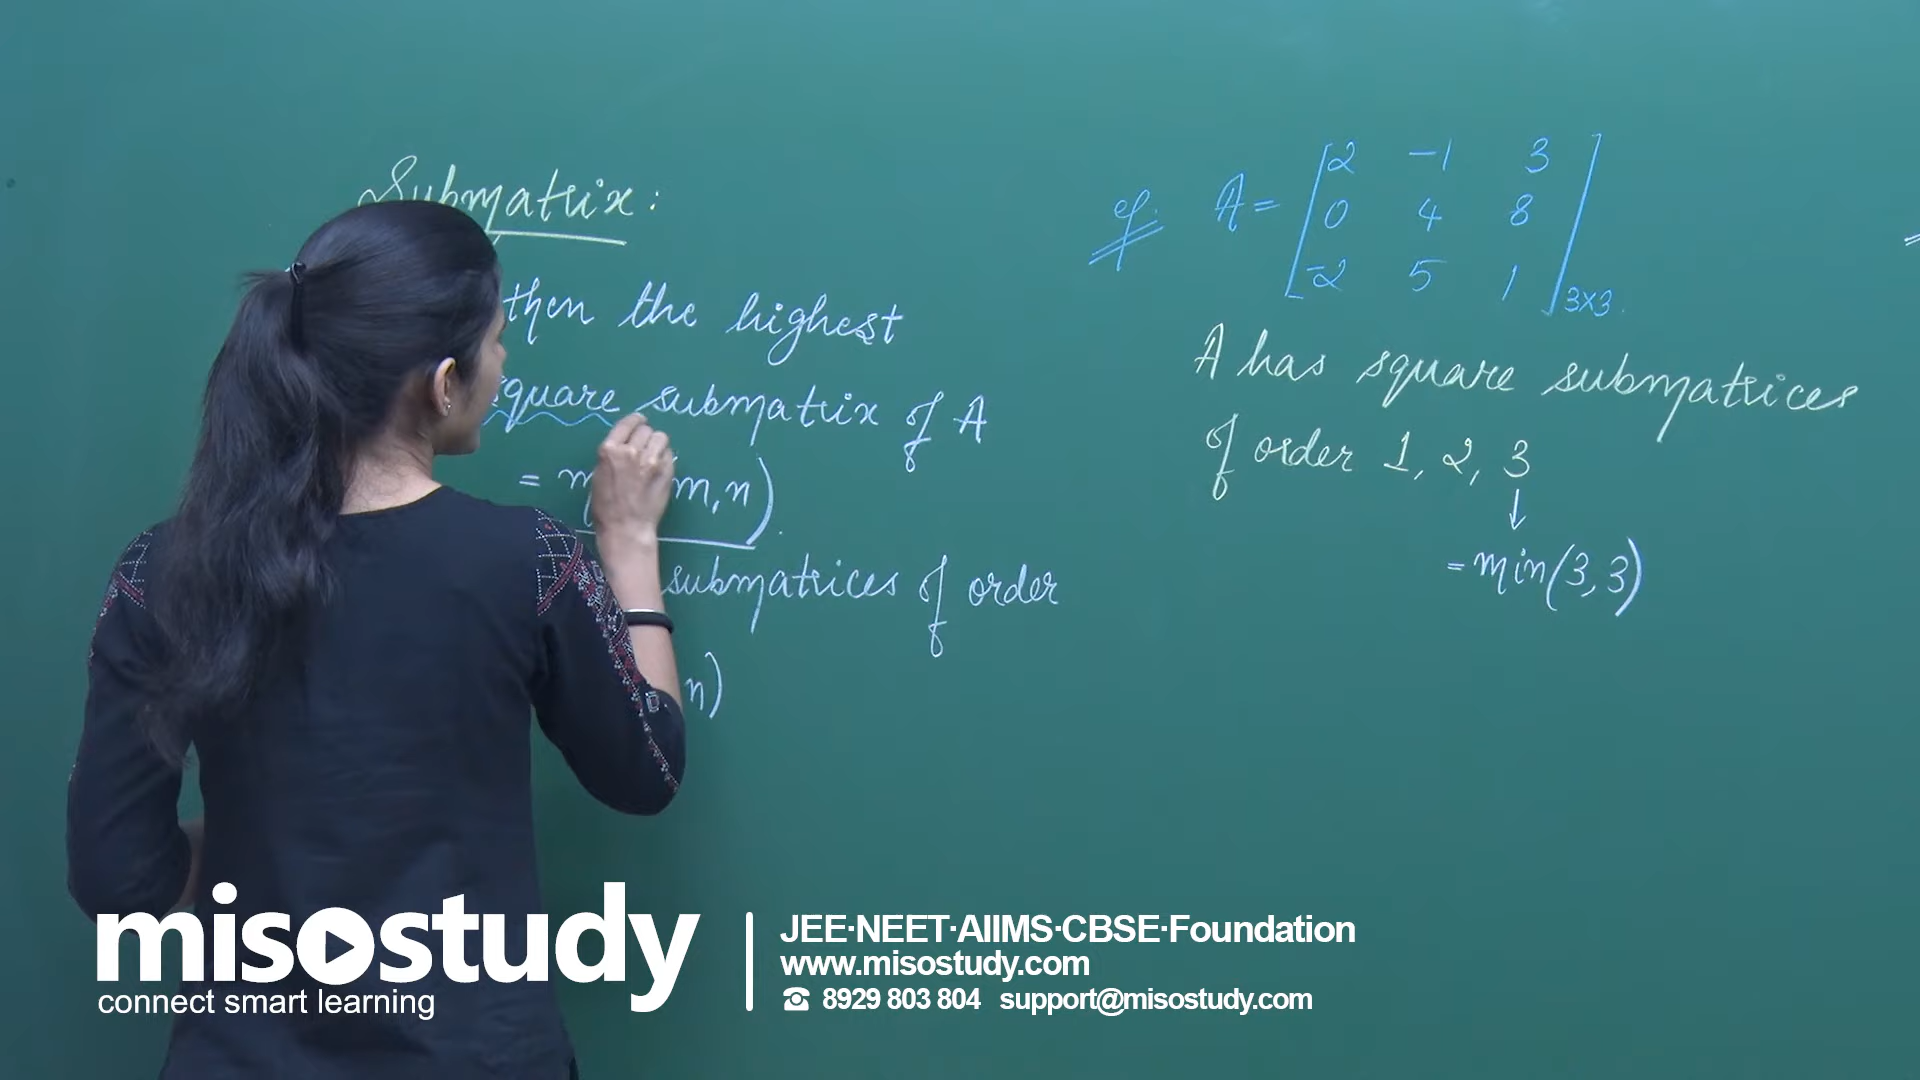 Submatrix:
then the highest
square submatrix of A
= (m, n).
submatrices of order
n)
eg. A = [2 -1 3
0 4 8
-2 5 1] 3x3.
A has square submatrices
of order 1, 2, 3
↓
= min(3, 3)
misostudy
connect smart learning
JEE·NEET·AIIMS·CBSE·Foundation
www.misostudy.com
☎ 8929 803 804 support@misostudy.com